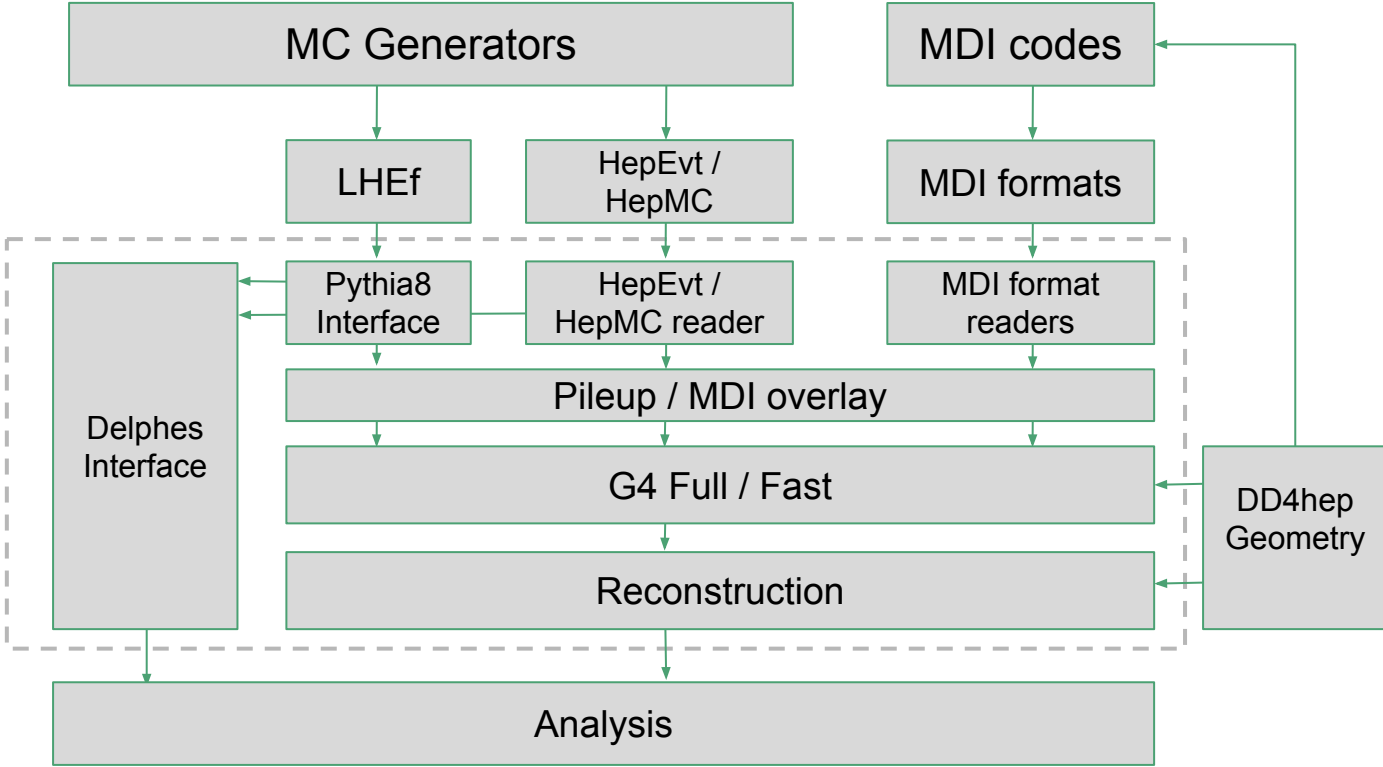 MC Generators
MDI codes
LHEf
HepEvt /
HepMC
MDI formats
Pythia8
Interface
HepEvt /
HepMC reader
MDI format
readers
Pileup / MDI overlay
Delphes
Interface
G4 Full / Fast
DD4hep
Geometry
Reconstruction
Analysis